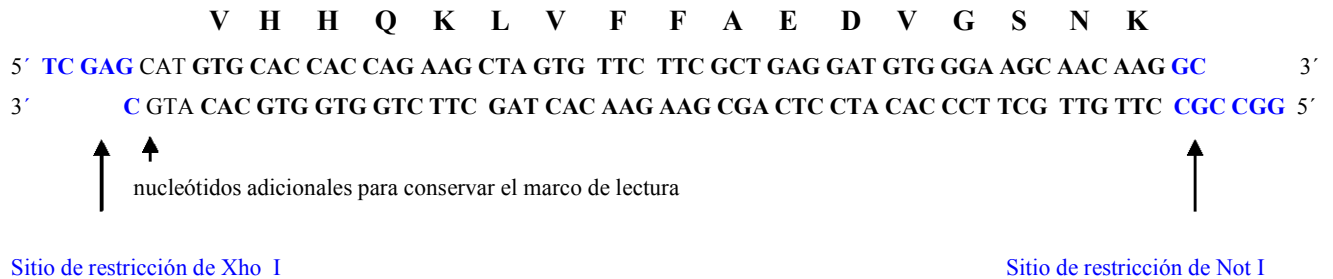 V H H Q K L V F F A E D V G S N K
5´ TC GAG CAT GTG CAC CAC CAG AAG CTA GTG TTC TTC GCT GAG GAT GTG GGA AGC AAC AAG GC 3´
3´ C GTA CAC GTG GTG GTC TTC GAT CAC AAG AAG CGA CTC CTA CAC CCT TCG TTG TTC CGC CGG 5´
nucleótidos adicionales para conservar el marco de lectura
Sitio de restricción de Xho I Sitio de restricción de Not I